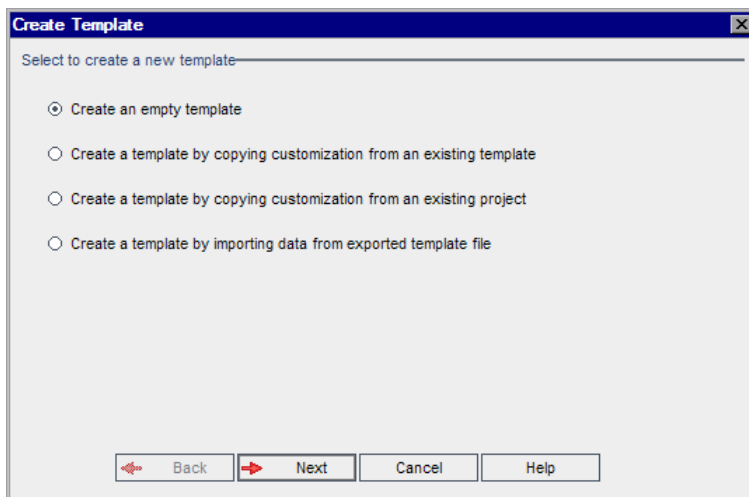 Create Template
Select to create a new template
Create an empty template
Create a template by copying customization from an existing template
Create a template by copying customization from an existing project
Create a template by importing data from exported template file
Back Next Cancel Help